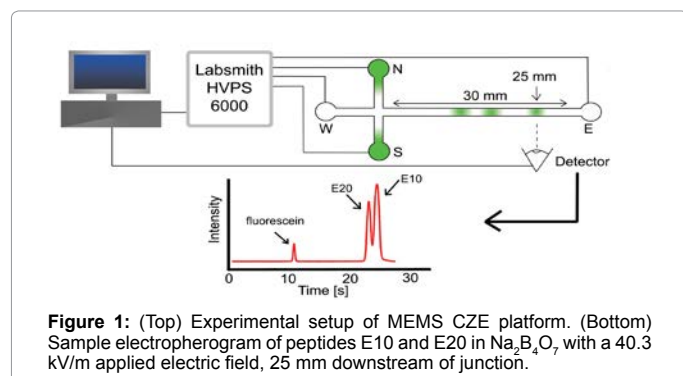 Labsmith
HVPS
6000
N
25 mm
30 mm
W
E
S
Detector
Intensity
E20
E10
fluorescein
0 10 20 30
Time [s]
Figure 1: (Top) Experimental setup of MEMS CZE platform. (Bottom)
Sample electropherogram of peptides E10 and E20 in Na₂B₄O₇ with a 40.3
kV/m applied electric field, 25 mm downstream of junction.